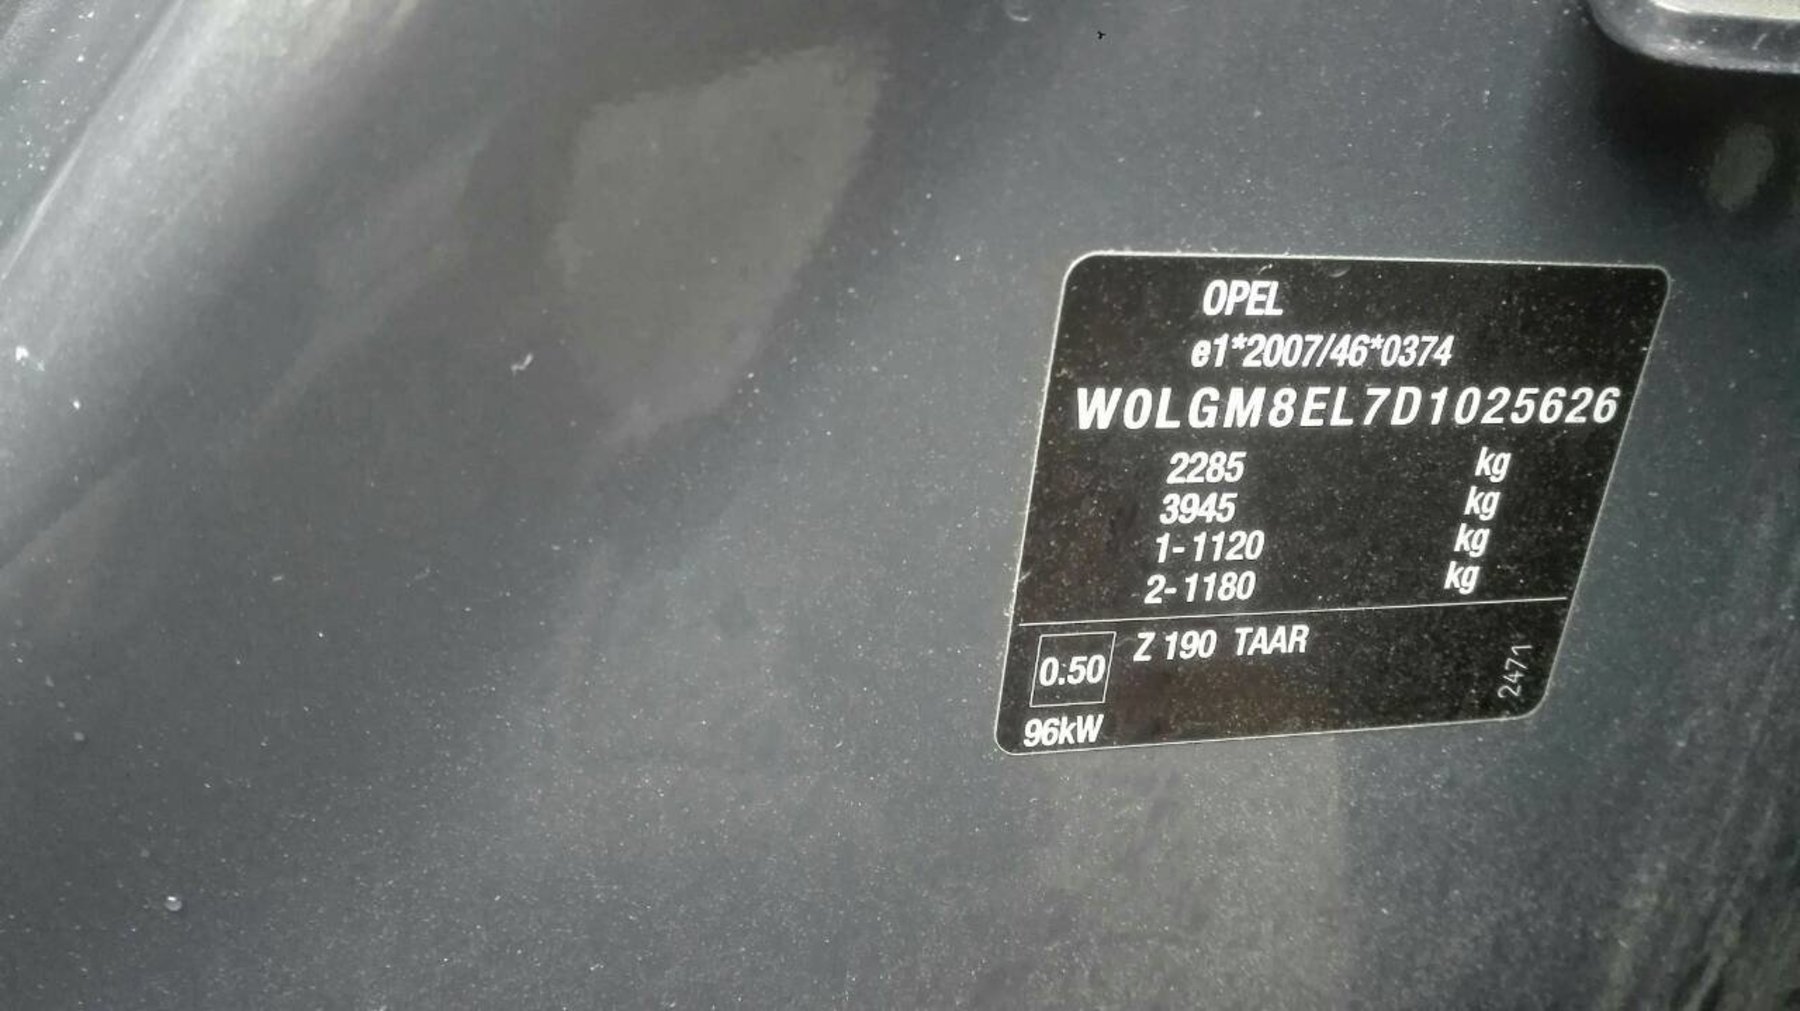 OPEL
e1*2007/46*0374
W0LGM8EL7D1025626
2285 kg
3945 kg
1-1120 kg
2-1180 kg
0.50 Z 190 TAAR
96kW
2471